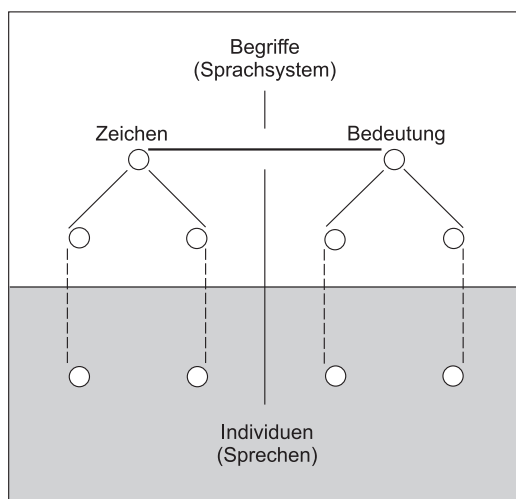 Begriffe
(Sprachsystem)
Zeichen
Bedeutung
Individuen
(Sprechen)